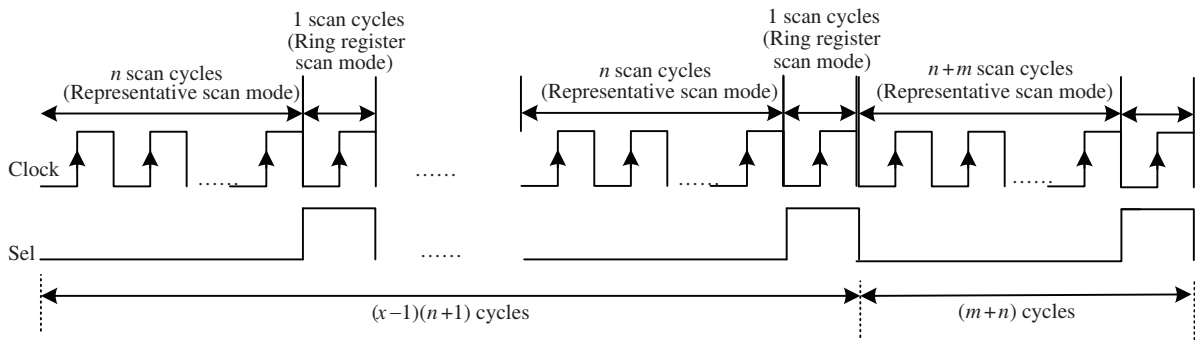 1 scan cycles
(Ring register
scan mode)
1 scan cycles
(Ring register
scan mode)
n scan cycles
(Representative scan mode)
n scan cycles
(Representative scan mode)
n+m scan cycles
(Representative scan mode)
Clock
......
......
......
......
Sel
......
(x−1)(n+1) cycles
(m+n) cycles